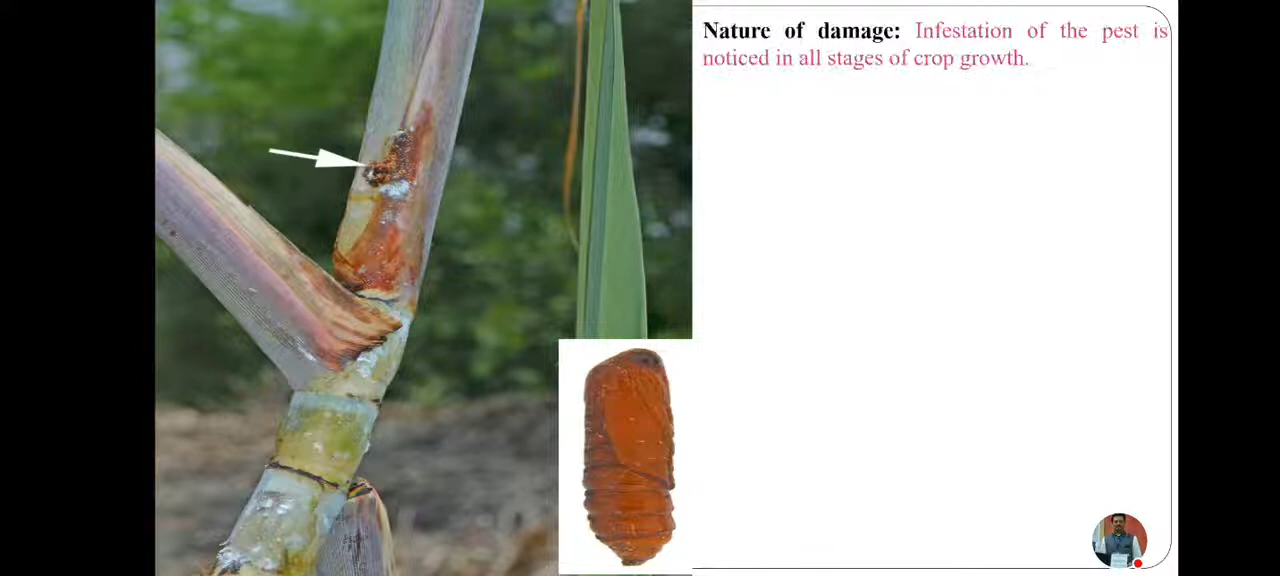 Nature of damage: Infestation of the pest is
noticed in all stages of crop growth.